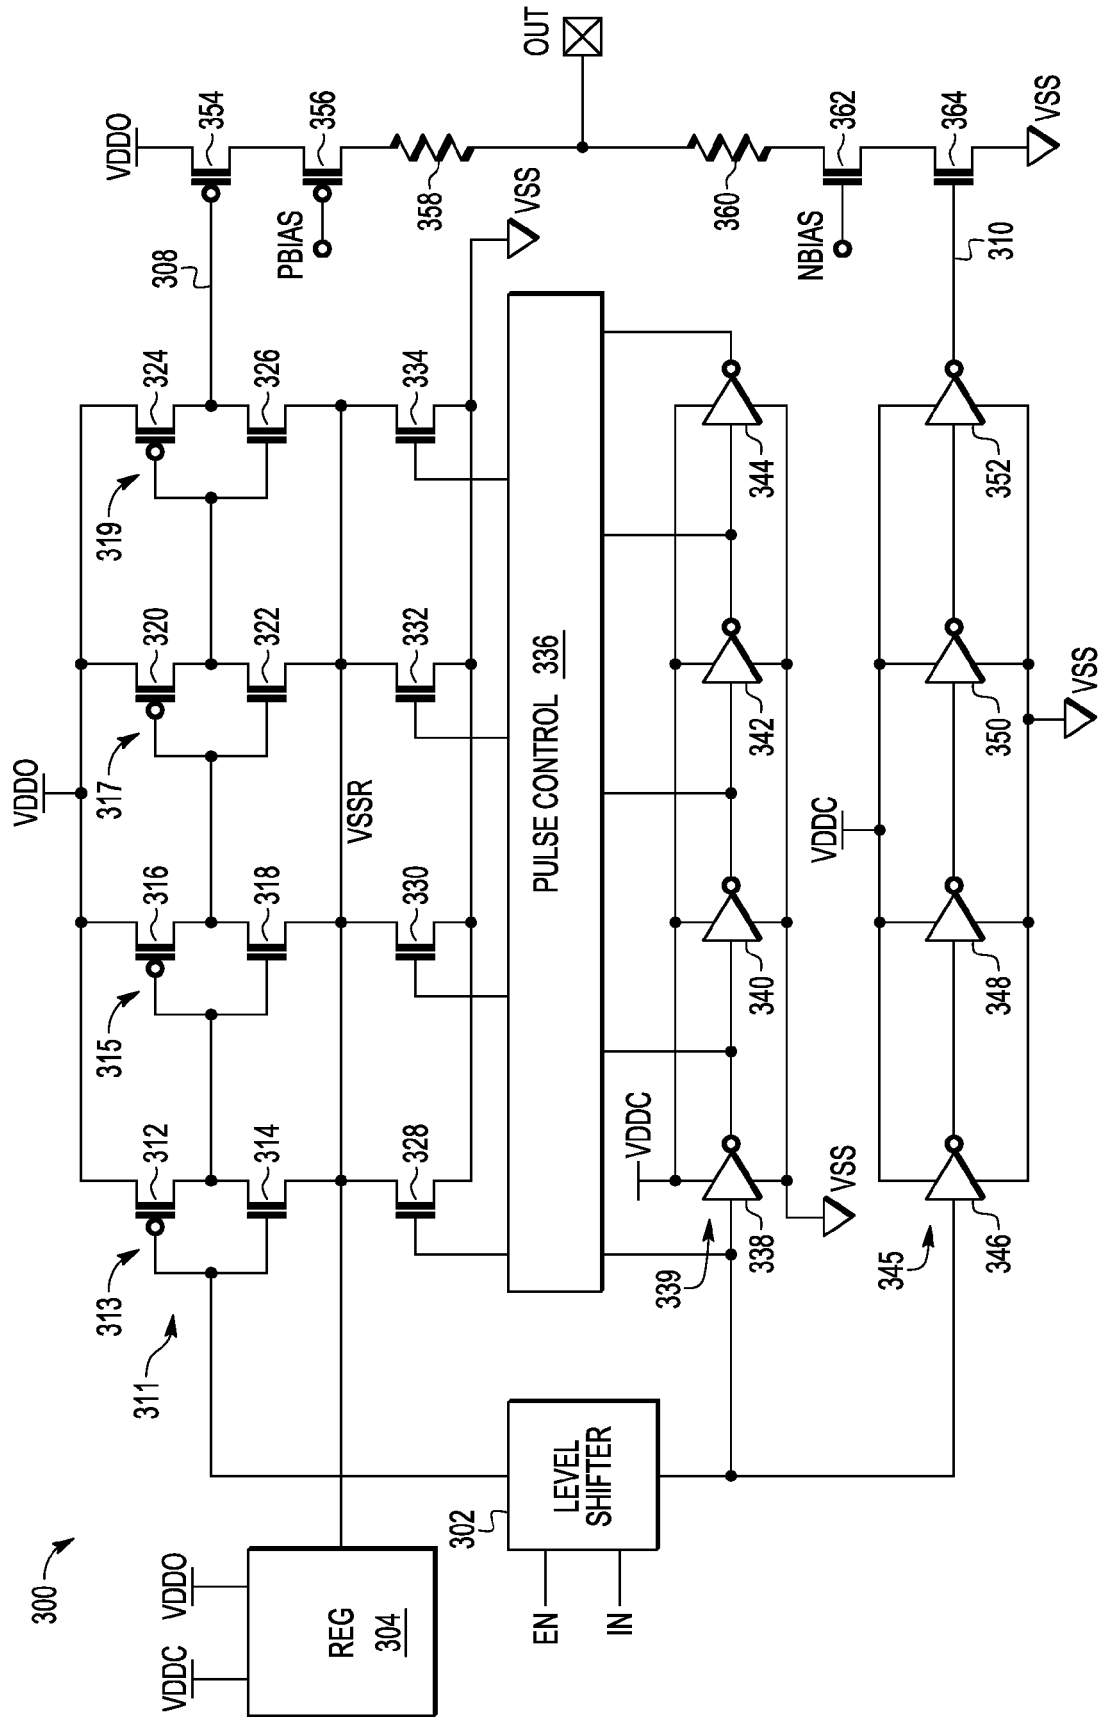 300
VDDC
VDDO
REG
304
EN
IN
302
LEVEL
SHIFTER
VDDO
311
313
312
314
315
316
318
317
320
322
319
324
326
308
VSSR
328
330
332
334
VSS
PULSE CONTROL 336
VDDC
339
338
340
342
344
VSS
VDDC
345
346
348
350
352
VSS
310
VDDO
354
PBIAS
356
358
OUT
360
NBIAS
362
364
VSS